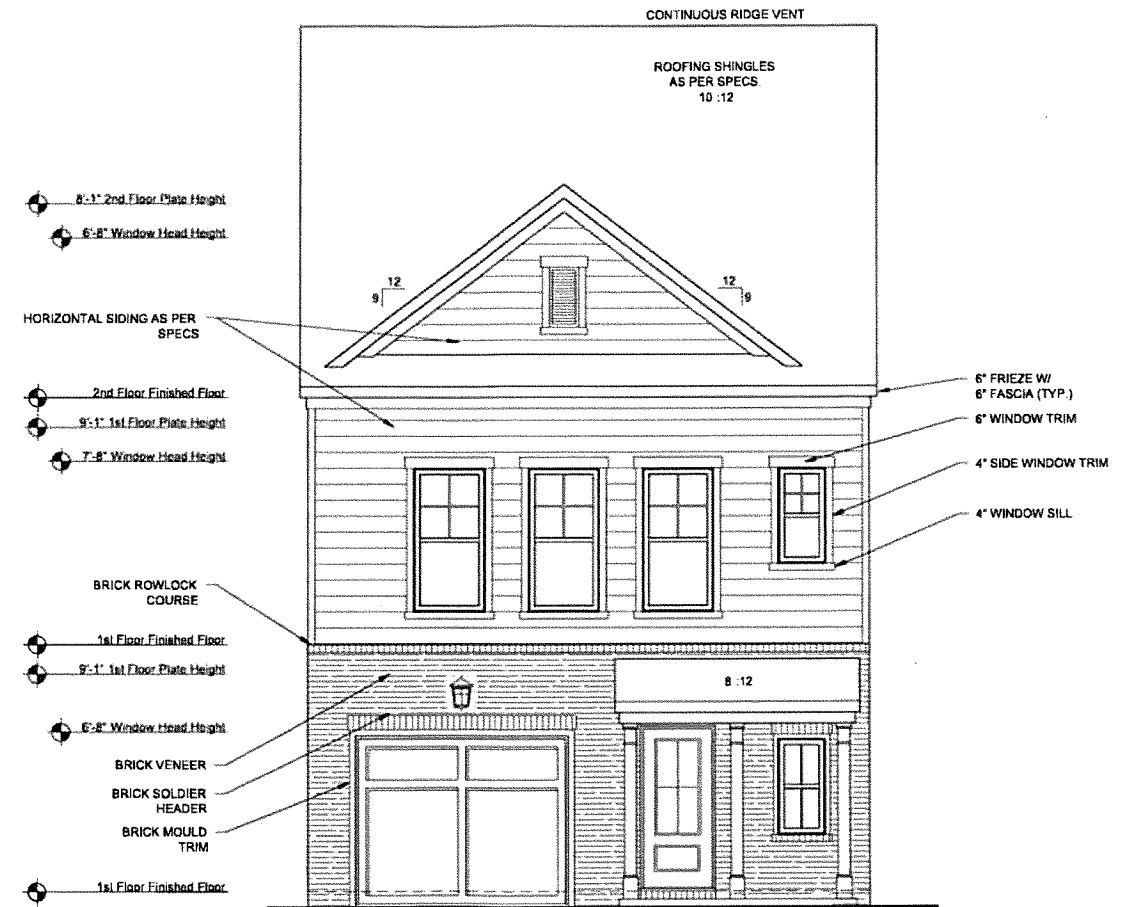 CONTINUOUS RIDGE VENT
ROOFING SHINGLES
AS PER SPECS.
10 :12
8'-1" 2nd Floor Plate Height
6'-8" Window Head Height
12
9
12
9
HORIZONTAL SIDING AS PER
SPECS
2nd Floor Finished Floor
9'-1" 1st Floor Plate Height
7'-8" Window Head Height
6" FRIEZE W/
6" FASCIA (TYP.)
6" WINDOW TRIM
4" SIDE WINDOW TRIM
4" WINDOW SILL
BRICK ROWLOCK
COURSE
1st Floor Finished Floor
9'-1" 1st Floor Plate Height
8 :12
6'-8" Window Head Height
BRICK VENEER
BRICK SOLDIER
HEADER
BRICK MOULD
TRIM
1st Floor Finished Floor